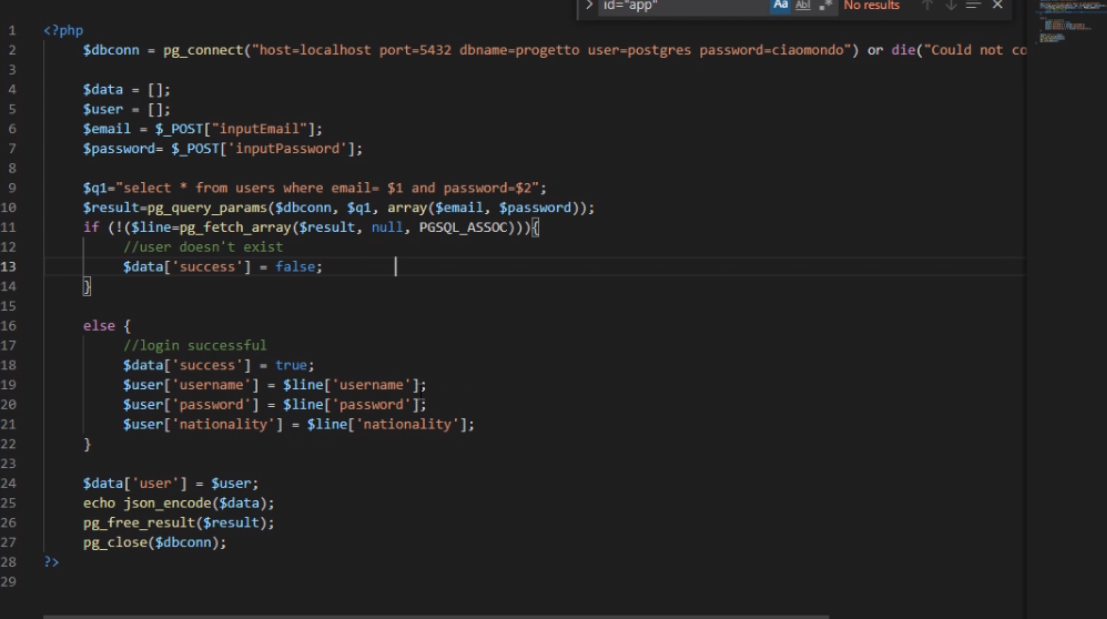 id="app"
Aa Abl .* No results
1 <?php
2 $dbconn = pg_connect("host=localhost port=5432 dbname=progetto user=postgres password=ciaomondo") or die("Could not co
3
4 $data = [];
5 $user = [];
6 $email = $_POST["inputEmail"];
7 $password= $_POST['inputPassword'];
8
9 $q1="select * from users where email= $1 and password=$2";
10 $result=pg_query_params($dbconn, $q1, array($email, $password));
11 if (!($line=pg_fetch_array($result, null, PGSQL_ASSOC))){
12 //user doesn't exist
13 $data['success'] = false;
14 }
15
16 else {
17 //login successful
18 $data['success'] = true;
19 $user['username'] = $line['username'];
20 $user['password'] = $line['password'];
21 $user['nationality'] = $line['nationality'];
22 }
23
24 $data['user'] = $user;
25 echo json_encode($data);
26 pg_free_result($result);
27 pg_close($dbconn);
28 ?>
29